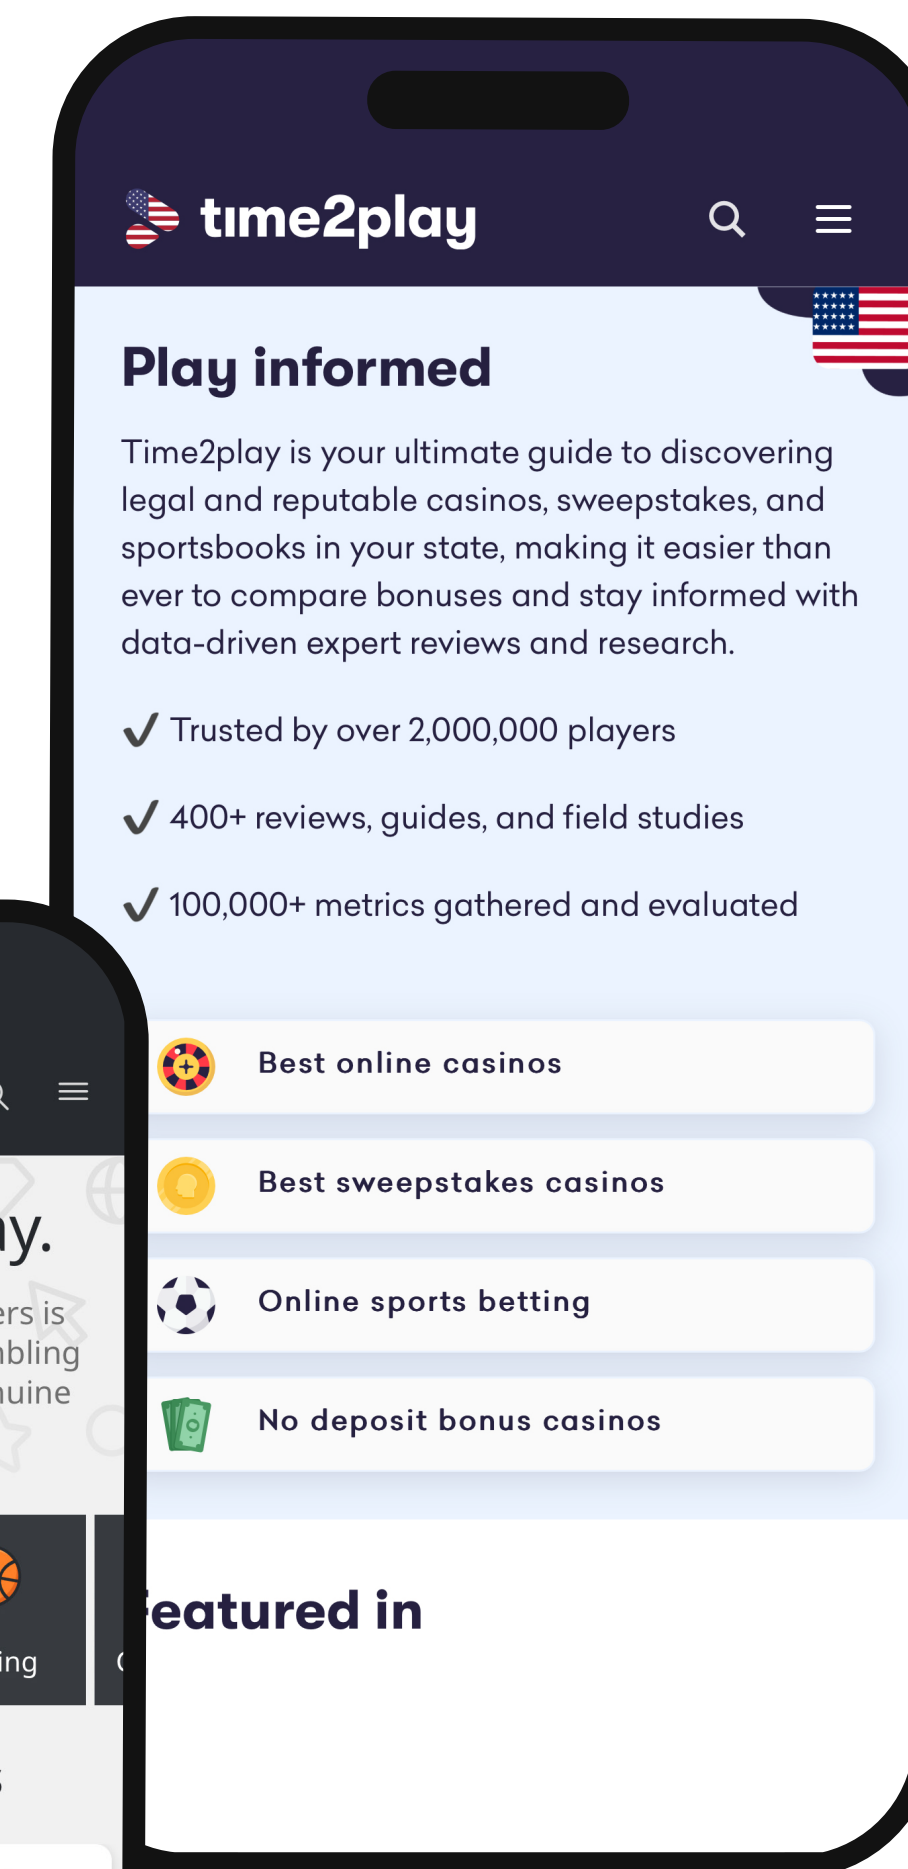 time2play
Play informed
Time2play is your ultimate guide to discovering
legal and reputable casinos, sweepstakes, and
sportsbooks in your state, making it easier than
ever to compare bonuses and stay informed with
data-driven expert reviews and research.
✔ Trusted by over 2,000,000 players
✔ 400+ reviews, guides, and field studies
✔ 100,000+ metrics gathered and evaluated
Best online casinos
Best sweepstakes casinos
Online sports betting
No deposit bonus casinos
Featured in
is